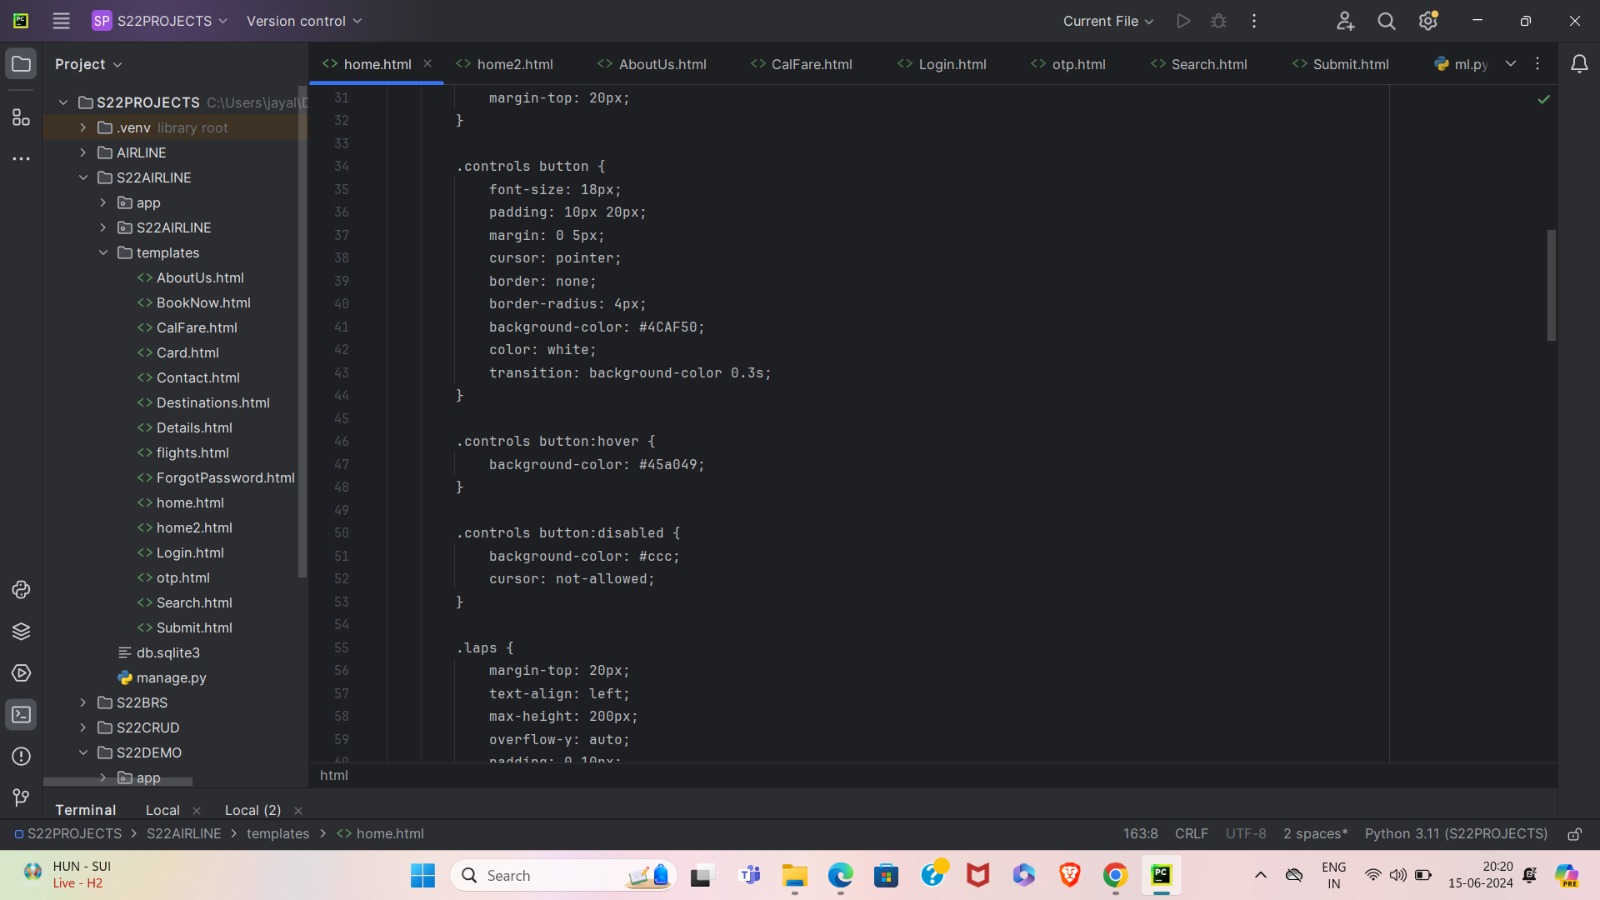 PC SP S22PROJECTS Version control Current File
Project
home.html home2.html AboutUs.html CalFare.html Login.html otp.html Search.html Submit.html ml.py
S22PROJECTS C:\Users\jayal\D
.venv library root
AIRLINE
S22AIRLINE
app
S22AIRLINE
templates
AboutUs.html
BookNow.html
CalFare.html
Card.html
Contact.html
Destinations.html
Details.html
flights.html
ForgotPassword.html
home.html
home2.html
Login.html
otp.html
Search.html
Submit.html
db.sqlite3
manage.py
S22BRS
S22CRUD
S22DEMO
app
31 margin-top: 20px;
32 }
33
34 .controls button {
35 font-size: 18px;
36 padding: 10px 20px;
37 margin: 0 5px;
38 cursor: pointer;
39 border: none;
40 border-radius: 4px;
41 background-color: #4CAF50;
42 color: white;
43 transition: background-color 0.3s;
44 }
45
46 .controls button:hover {
47 background-color: #45a049;
48 }
49
50 .controls button:disabled {
51 background-color: #ccc;
52 cursor: not-allowed;
53 }
54
55 .laps {
56 margin-top: 20px;
57 text-align: left;
58 max-height: 200px;
59 overflow-y: auto;
60 padding: 0 10px;
html
Terminal Local Local (2)
S22PROJECTS > S22AIRLINE > templates > home.html 163:8 CRLF UTF-8 2 spaces* Python 3.11 (S22PROJECTS)
HUN - SUI
Live - H2
Search
PC
ENG
IN
20:20
15-06-2024
PRE